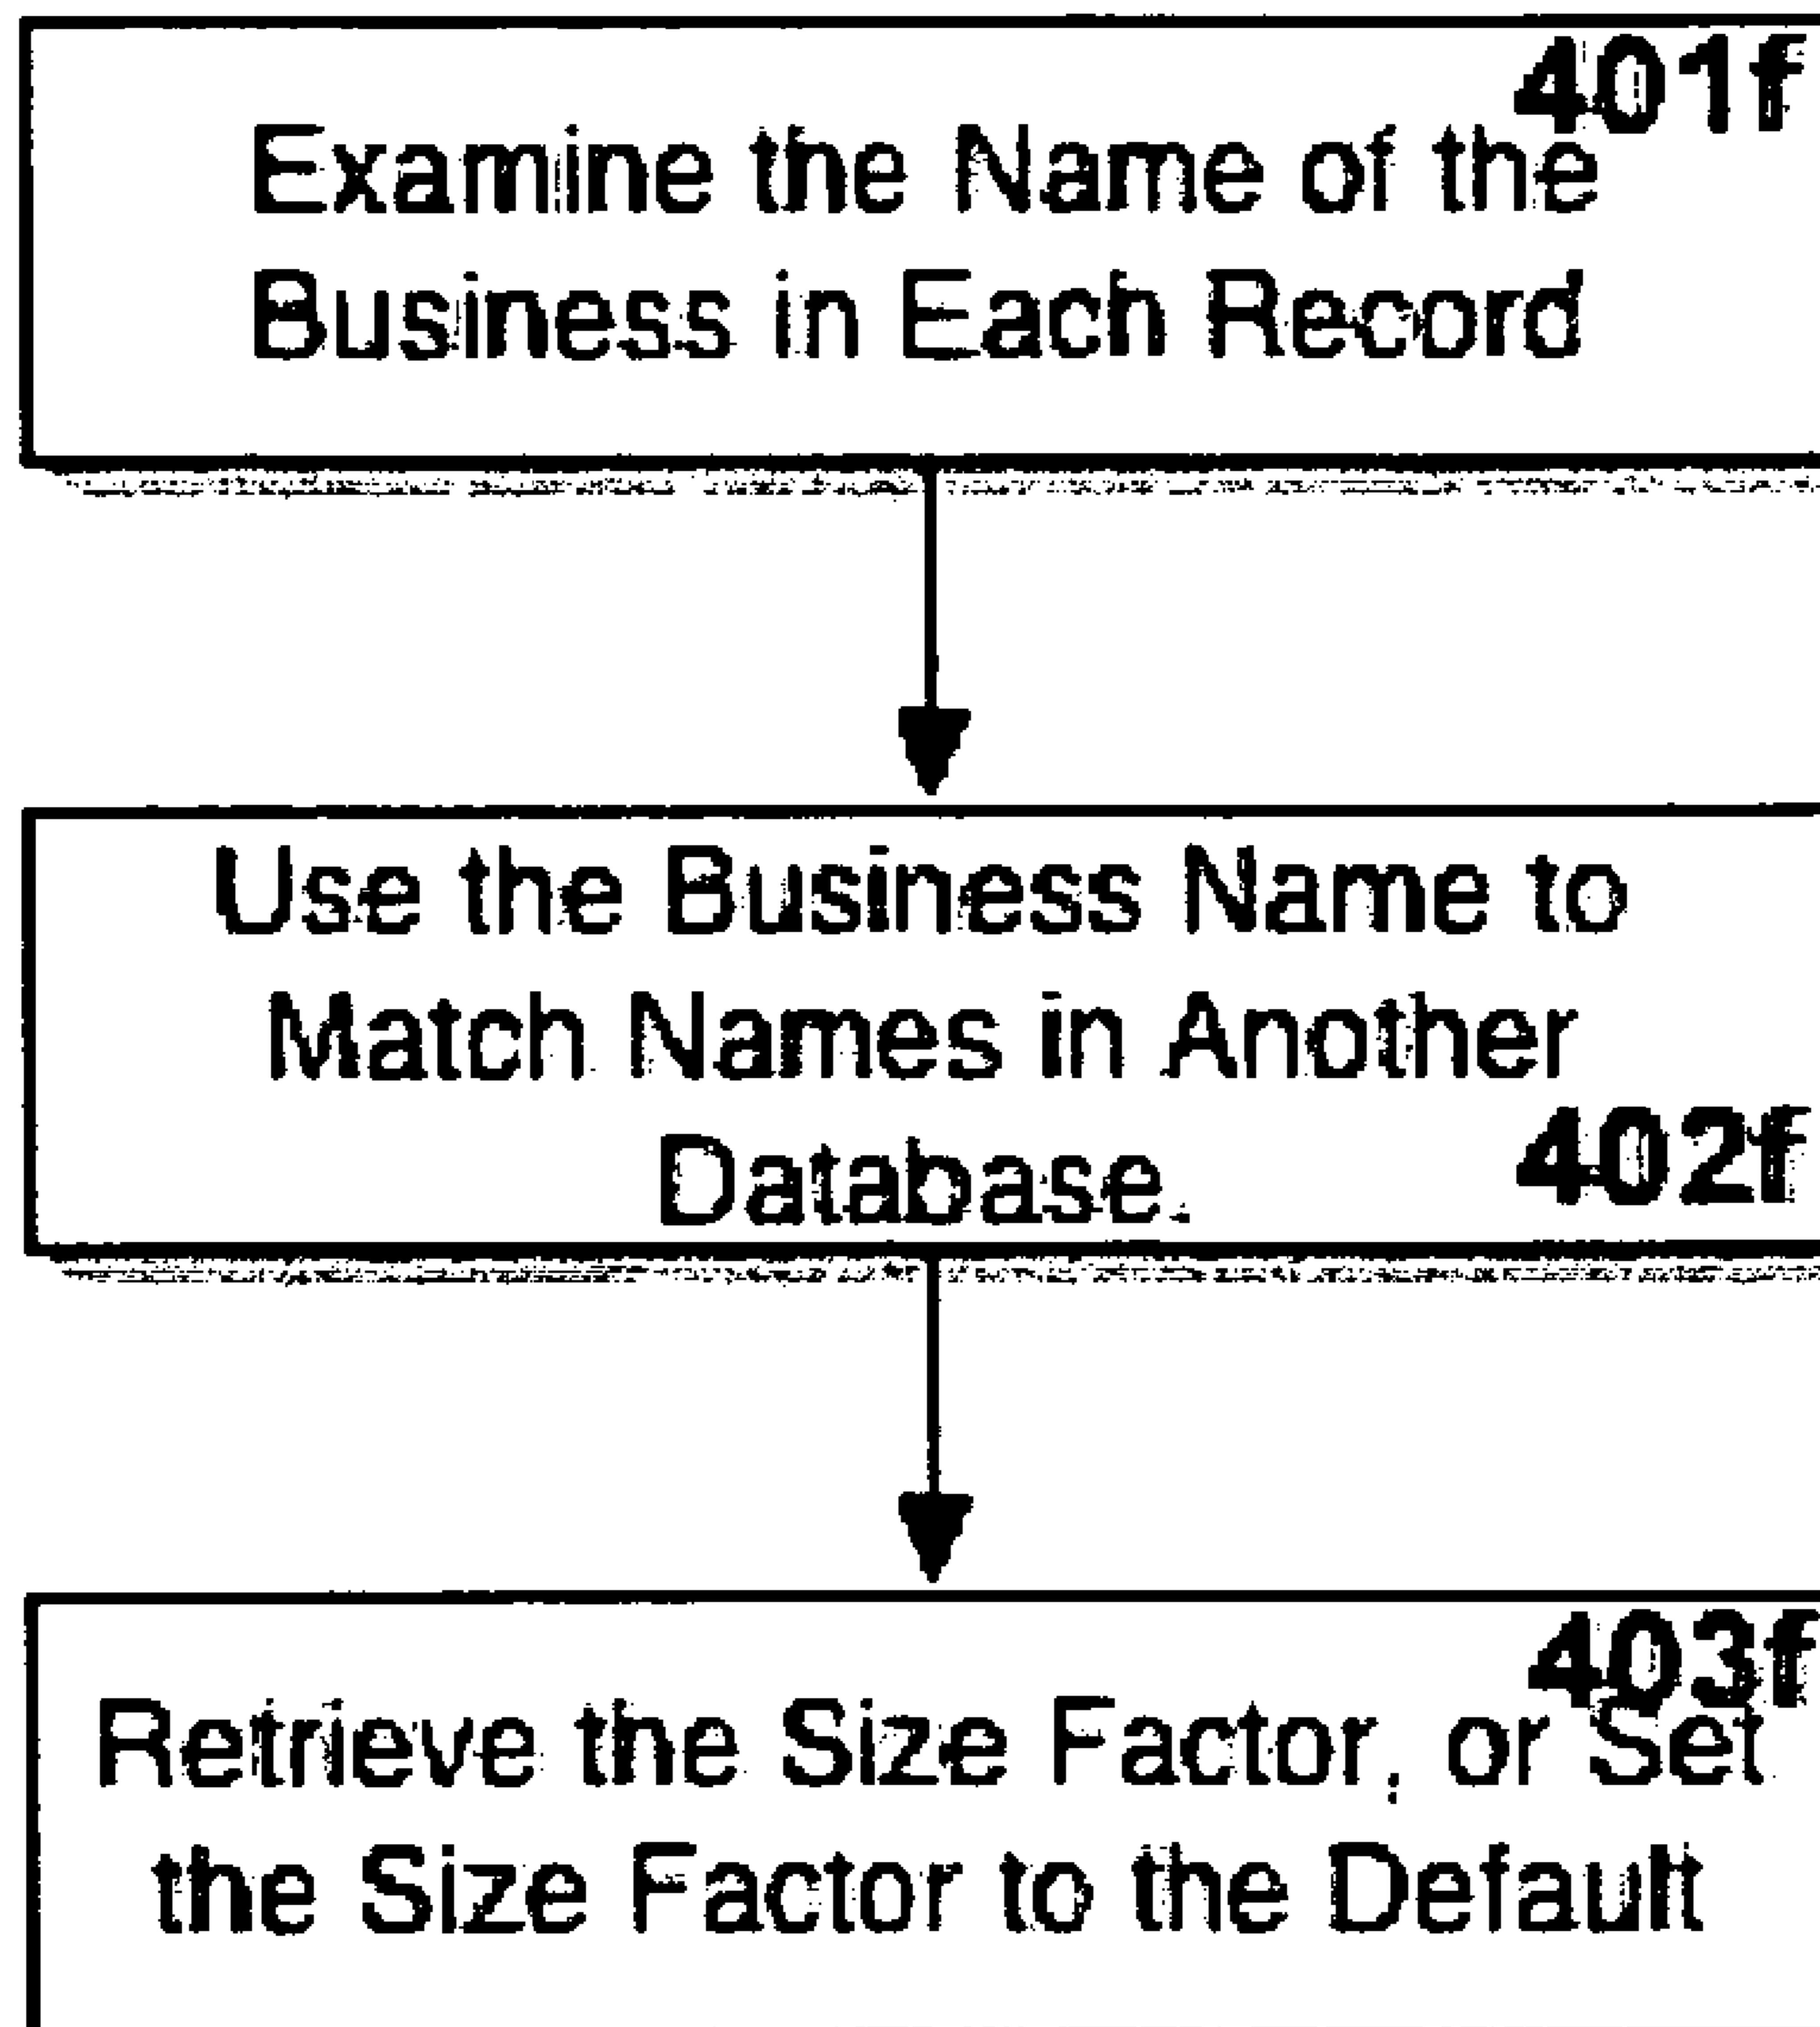 401f
Examine the Name of the
Business in Each Record
Use the Business Name to
Match Names in Another
Database.
402f
403f
Retrieve the Size Factor, or Set
the Size Factor to the Default